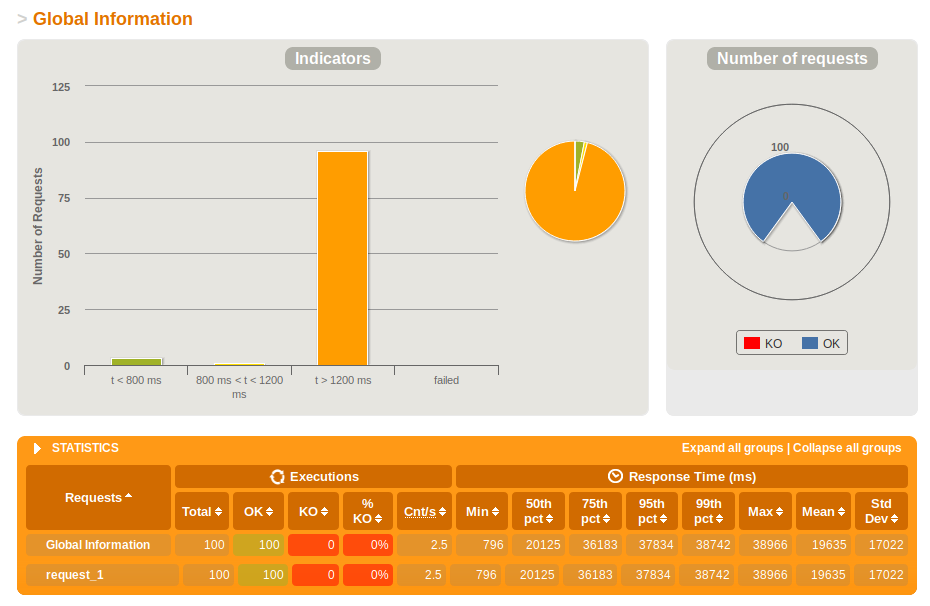 > Global Information
Indicators
Number of requests
125
100
75
50
25
0
Number of Requests
t < 800 ms
800 ms < t < 1200
ms
t > 1200 ms
failed
100
0
KO
OK
STATISTICS
Expand all groups | Collapse all groups
Requests
Executions
Response Time (ms)
Total
OK
KO
%
KO
Cnt/s
Min
50th
pct
75th
pct
95th
pct
99th
pct
Max
Mean
Std
Dev
Global Information 100 100 0 0% 2.5 796 20125 36183 37834 38742 38966 19635 17022
request_1 100 100 0 0% 2.5 796 20125 36183 37834 38742 38966 19635 17022